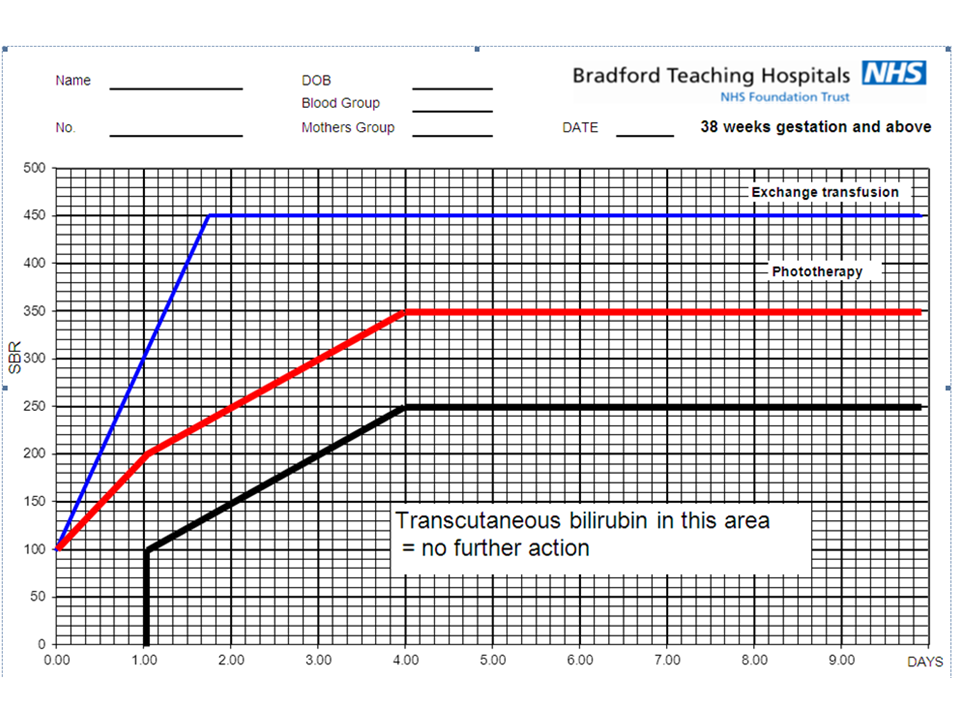 Name
DOB
Bradford Teaching Hospitals NHS
Blood Group
NHS Foundation Trust
No.
Mothers Group
DATE
38 weeks gestation and above
500
Exchange transfusion
450
400
Phototherapy
350
SBR
300
250
200
150
Transcutaneous bilirubin in this area
= no further action
100
50
0
0.00 1.00 2.00 3.00 4.00 5.00 6.00 7.00 8.00 9.00 DAYS